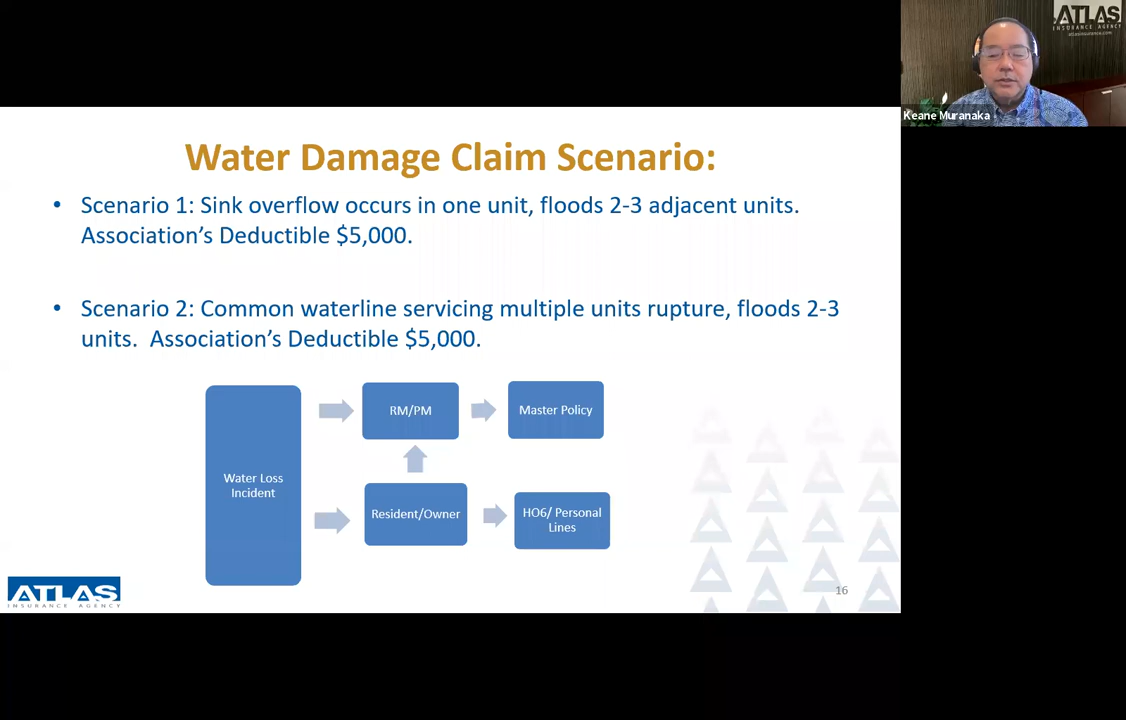 ATLAS
INSURANCE AGENCY
atlasinsurance.com
Keane Muranaka
Water Damage Claim Scenario:
• Scenario 1: Sink overflow occurs in one unit, floods 2-3 adjacent units.
Association's Deductible $5,000.
• Scenario 2: Common waterline servicing multiple units rupture, floods 2-3
units. Association's Deductible $5,000.
RM/PM
Master Policy
Water Loss
Incident
Resident/Owner
HO6/ Personal
Lines
ATLAS
INSURANCE AGENCY
16